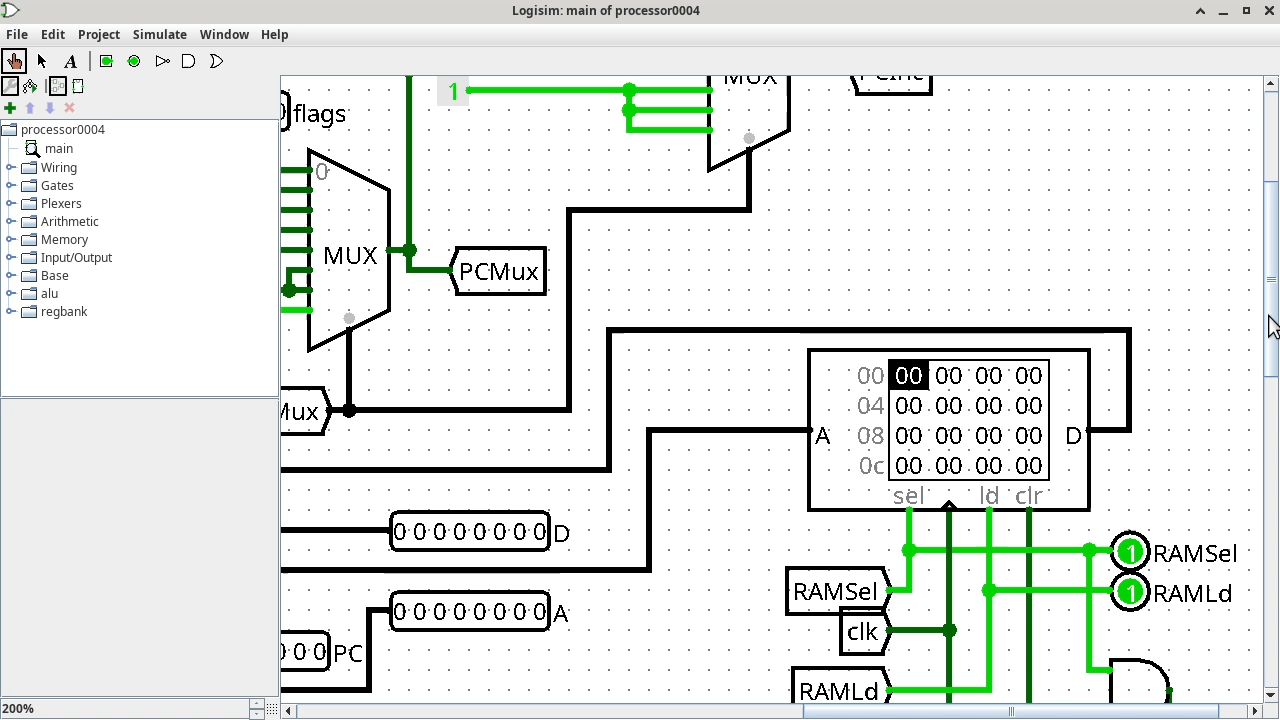 Logisim: main of processor0004
File Edit Project Simulate Window Help
processor0004
main
Wiring
Gates
Plexers
Arithmetic
Memory
Input/Output
Base
alu
regbank
200%
1
MUX
PCInc
flags
0
MUX
PCMux
Mux
00 00 00 00 00
04 00 00 00 00
A 08 00 00 00 00 D
0c 00 00 00 00
sel ld clr
0 0 0 0 0 0 0 0 D
1 RAMSel
RAMSel
1 RAMLd
0 0 0 0 0 0 0 0 A
clk
0 0 PC
RAMLd